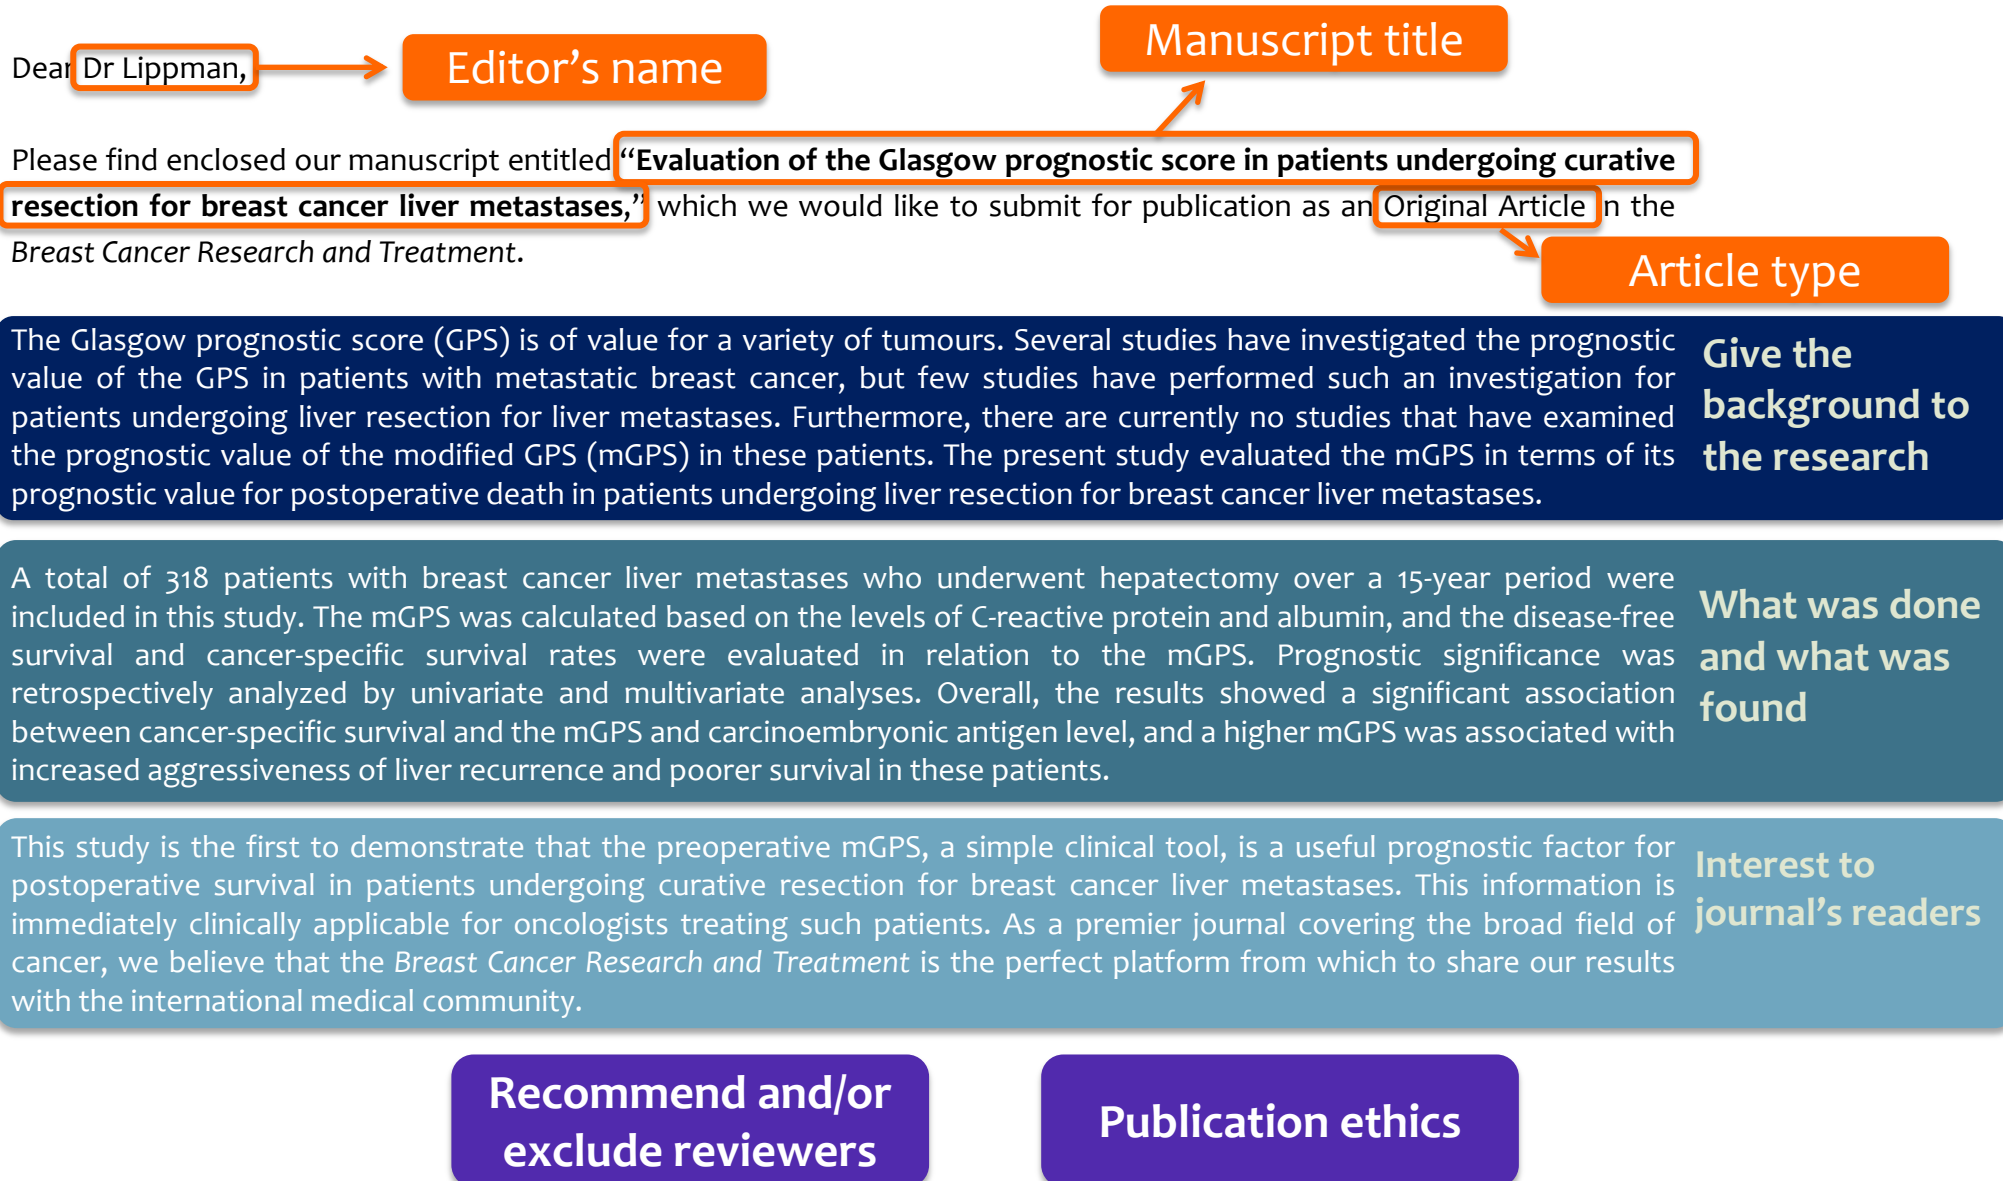 Dear Dr Lippman,
Editor’s name
Manuscript title
Please find enclosed our manuscript entitled “Evaluation of the Glasgow prognostic score in patients undergoing curative
resection for breast cancer liver metastases,” which we would like to submit for publication as an Original Article in the
Breast Cancer Research and Treatment.
Article type
The Glasgow prognostic score (GPS) is of value for a variety of tumours. Several studies have investigated the prognostic
value of the GPS in patients with metastatic breast cancer, but few studies have performed such an investigation for
patients undergoing liver resection for liver metastases. Furthermore, there are currently no studies that have examined
the prognostic value of the modified GPS (mGPS) in these patients. The present study evaluated the mGPS in terms of its
prognostic value for postoperative death in patients undergoing liver resection for breast cancer liver metastases.
Give the
background to
the research
A total of 318 patients with breast cancer liver metastases who underwent hepatectomy over a 15-year period were
included in this study. The mGPS was calculated based on the levels of C-reactive protein and albumin, and the disease-free
survival and cancer-specific survival rates were evaluated in relation to the mGPS. Prognostic significance was
retrospectively analyzed by univariate and multivariate analyses. Overall, the results showed a significant association
between cancer-specific survival and the mGPS and carcinoembryonic antigen level, and a higher mGPS was associated with
increased aggressiveness of liver recurrence and poorer survival in these patients.
What was done
and what was
found
This study is the first to demonstrate that the preoperative mGPS, a simple clinical tool, is a useful prognostic factor for
postoperative survival in patients undergoing curative resection for breast cancer liver metastases. This information is
immediately clinically applicable for oncologists treating such patients. As a premier journal covering the broad field of
cancer, we believe that the Breast Cancer Research and Treatment is the perfect platform from which to share our results
with the international medical community.
Interest to
journal’s readers
Recommend and/or
exclude reviewers
Publication ethics